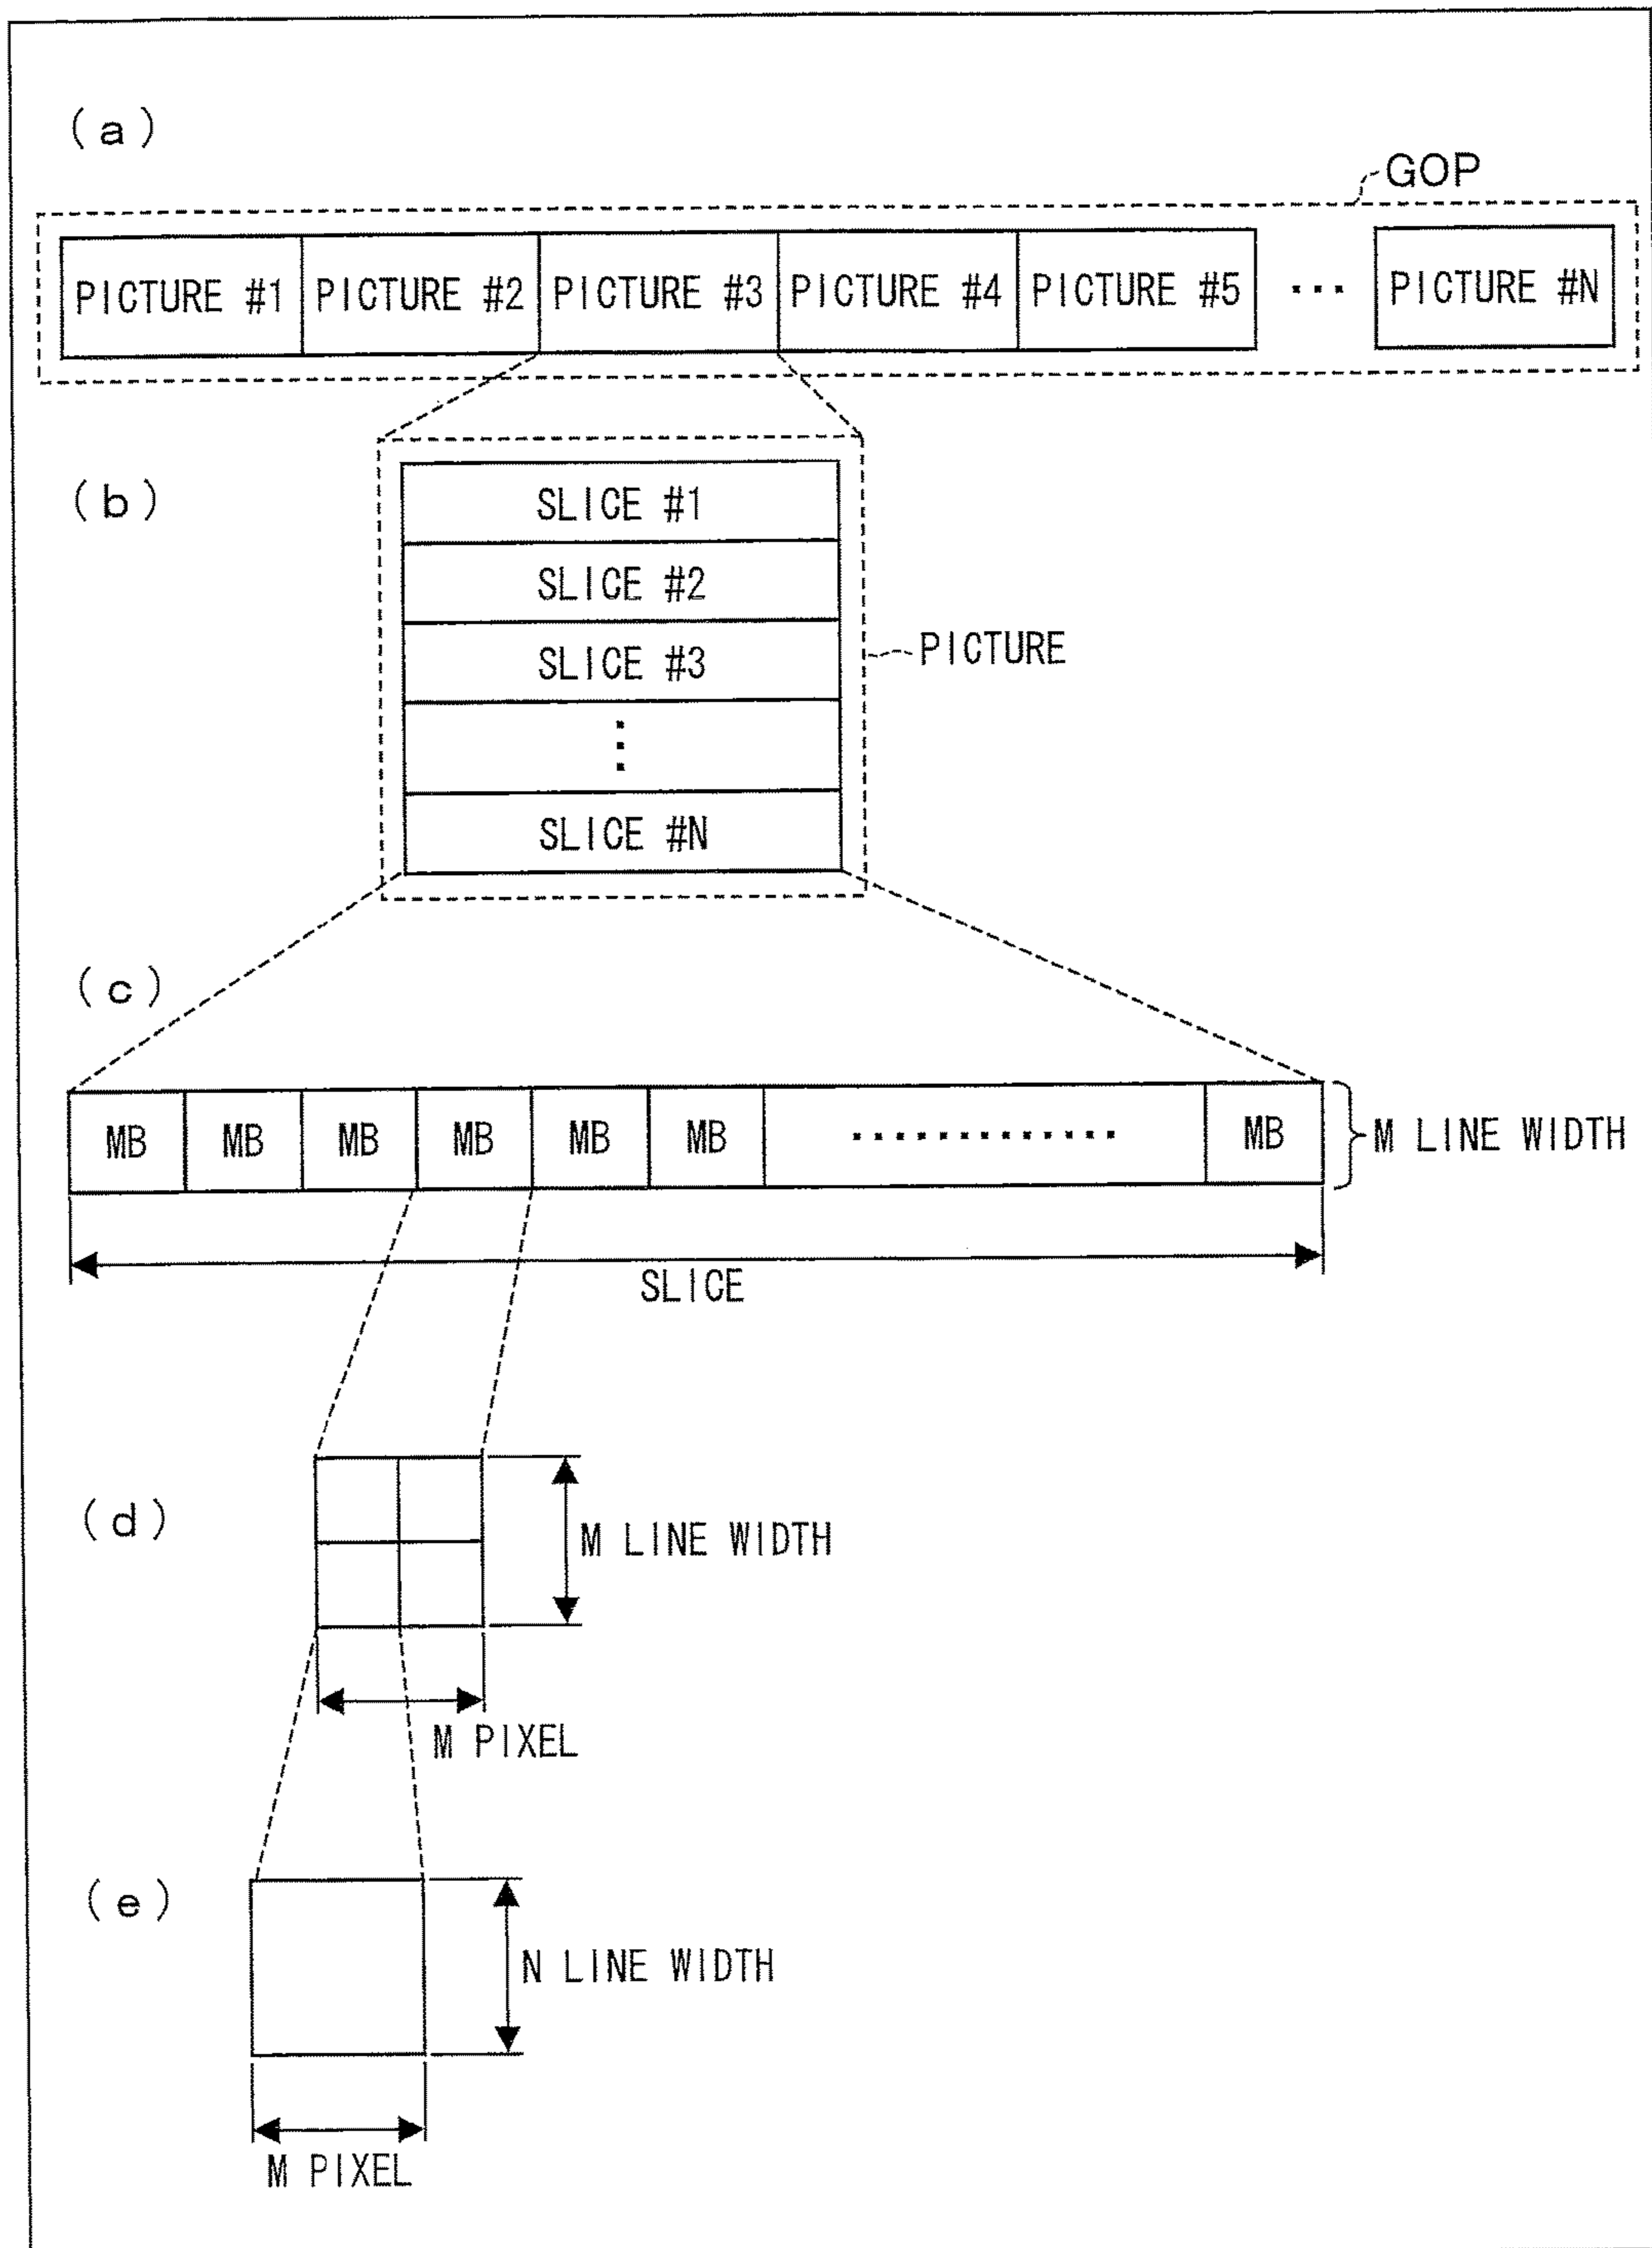 (a)
GOP
PICTURE #1 PICTURE #2 PICTURE #3 PICTURE #4 PICTURE #5 ... PICTURE #N
(b)
SLICE #1
SLICE #2
SLICE #3
PICTURE
⋮
SLICE #N
(c)
MB MB MB MB MB MB ............. MB
M LINE WIDTH
SLICE
(d)
M LINE WIDTH
M PIXEL
(e)
N LINE WIDTH
M PIXEL